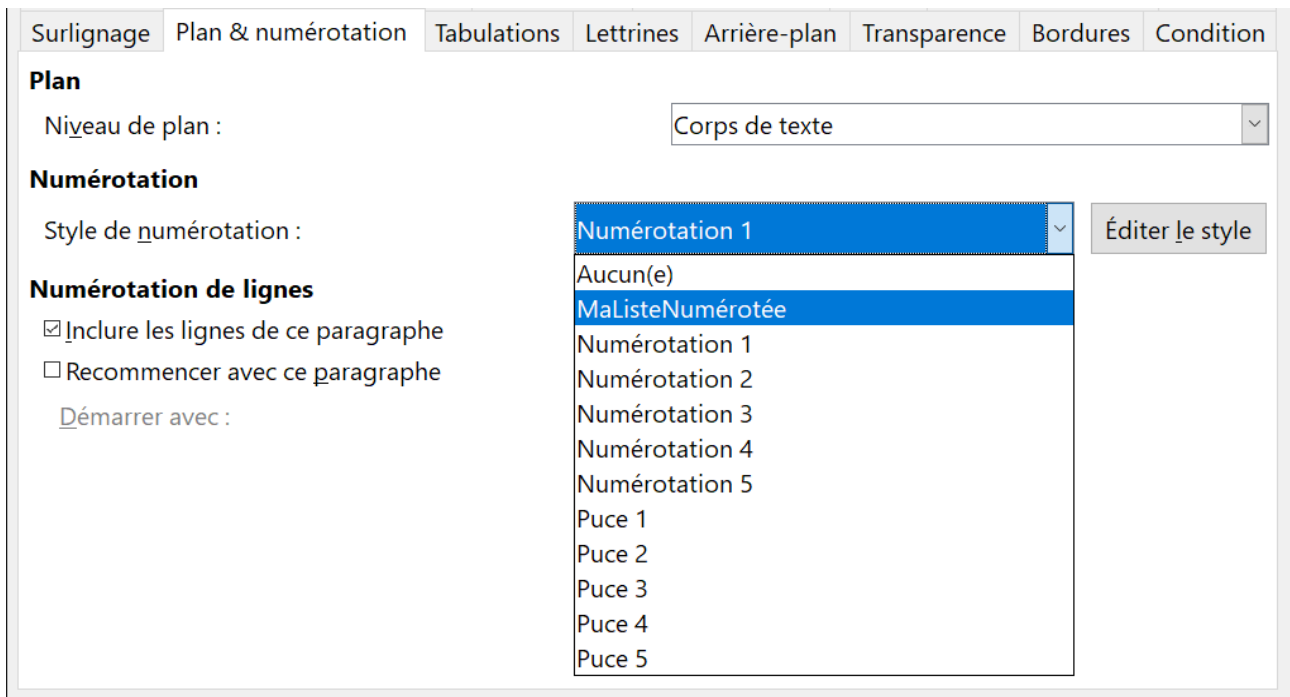 Surlignage Plan & numérotation Tabulations Lettrines Arrière-plan Transparence Bordures Condition
Plan
Niveau de plan : Corps de texte
Numérotation
Style de numérotation : Numérotation 1 Éditer le style
Aucun(e)
Numérotation de lignes
MaListeNumérotée
Inclure les lignes de ce paragraphe
Numérotation 1
Recommencer avec ce paragraphe
Numérotation 2
Démarrer avec :
Numérotation 3
Numérotation 4
Numérotation 5
Puce 1
Puce 2
Puce 3
Puce 4
Puce 5